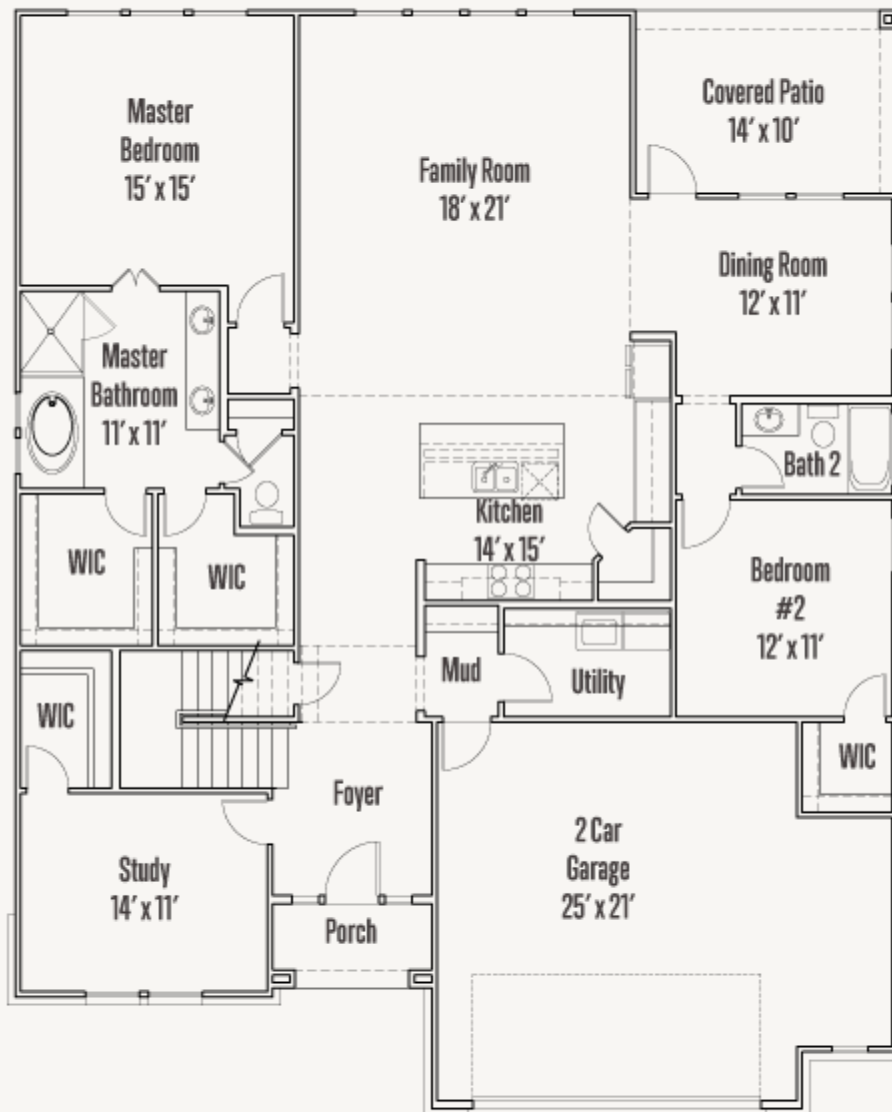 Master
Bedroom
15′ x 15′
Family Room
18′ x 21′
Covered Patio
14′ x 10′
Dining Room
12′ x 11′
Master
Bathroom
11′ x 11′
Bath 2
Kitchen
14′ x 15′
WIC
WIC
Bedroom
#2
12′ x 11′
Mud
Utility
WIC
WIC
Foyer
2 Car
Garage
25′ x 21′
Study
14′ x 11′
Porch